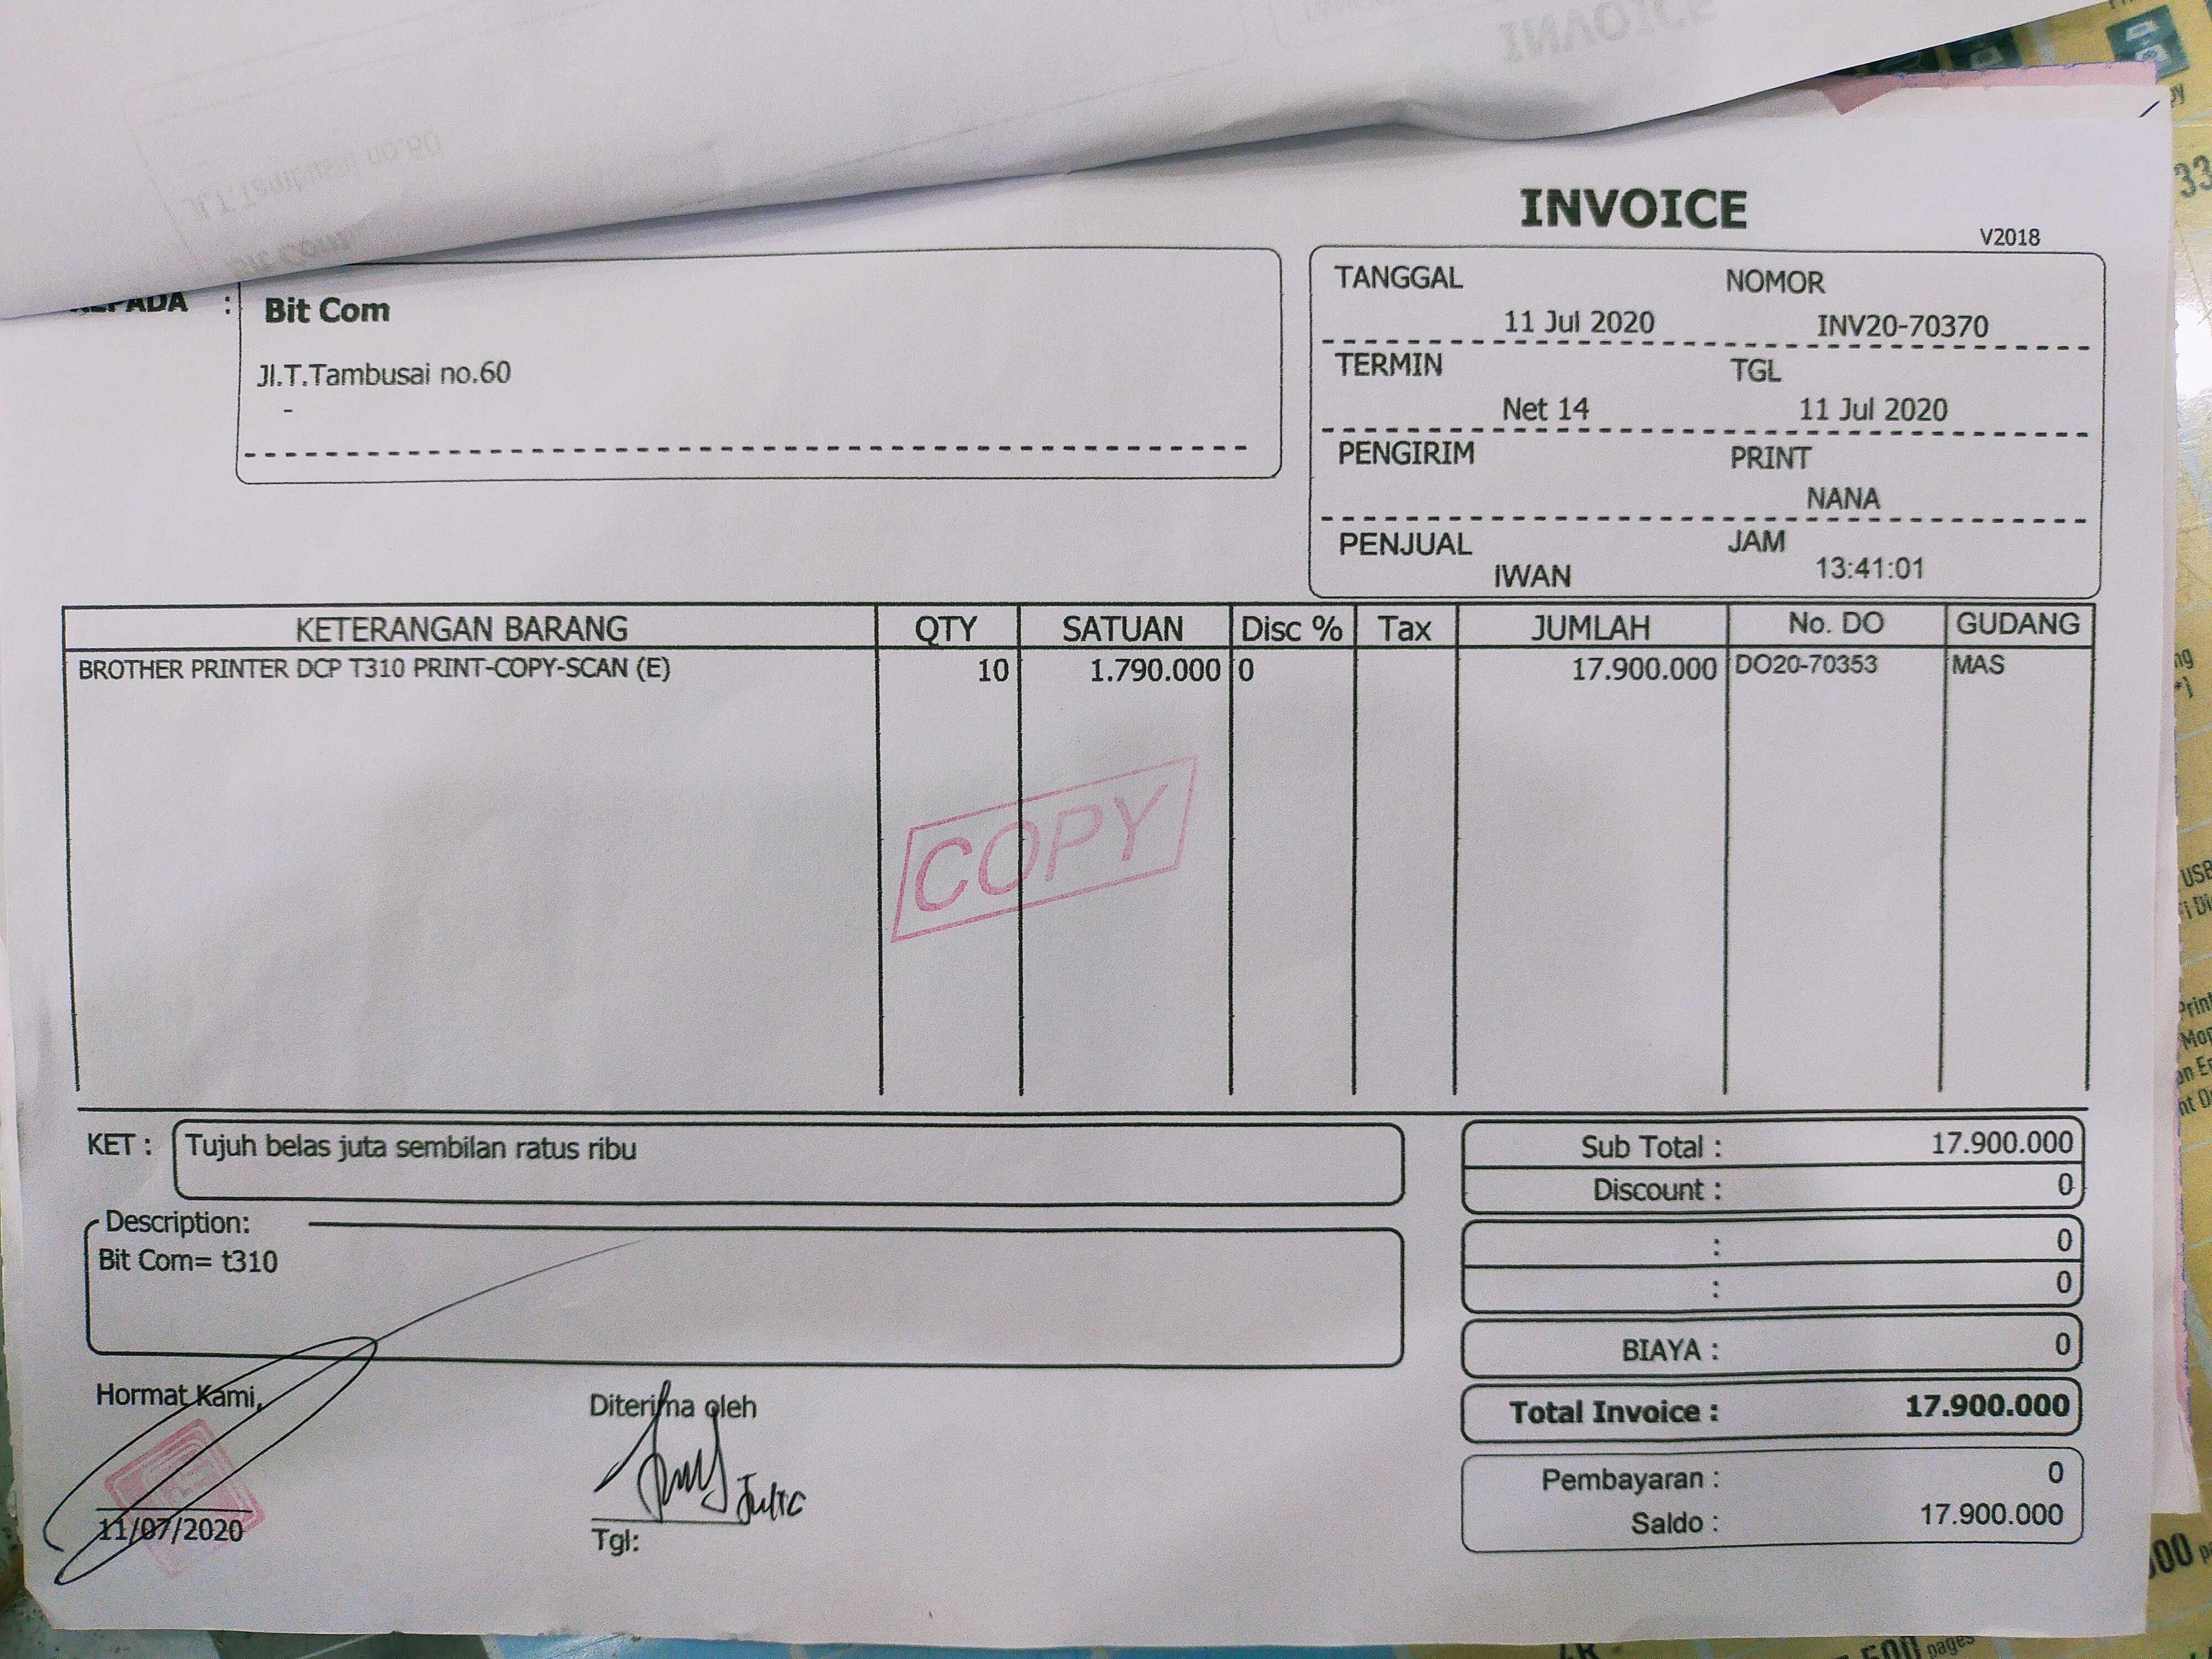 INVOICE
V2018
KEPADA :
Bit Com
Jl.T.Tambusai no.60
-
TANGGAL NOMOR
11 Jul 2020 INV20-70370
TERMIN TGL
Net 14 11 Jul 2020
PENGIRIM PRINT
NANA
PENJUAL JAM
IWAN 13:41:01
KETERANGAN BARANG QTY SATUAN Disc % Tax JUMLAH No. DO GUDANG
BROTHER PRINTER DCP T310 PRINT-COPY-SCAN (E) 10 1.790.000 0 17.900.000 DO20-70353 MAS
COPY
KET : Tujuh belas juta sembilan ratus ribu
Description:
Bit Com= t310
Sub Total : 17.900.000
Discount : 0
: 0
: 0
BIAYA : 0
Total Invoice : 17.900.000
Pembayaran : 0
Saldo : 17.900.000
Hormat Kami,
11/07/2020
Diterima oleh
Tgl: